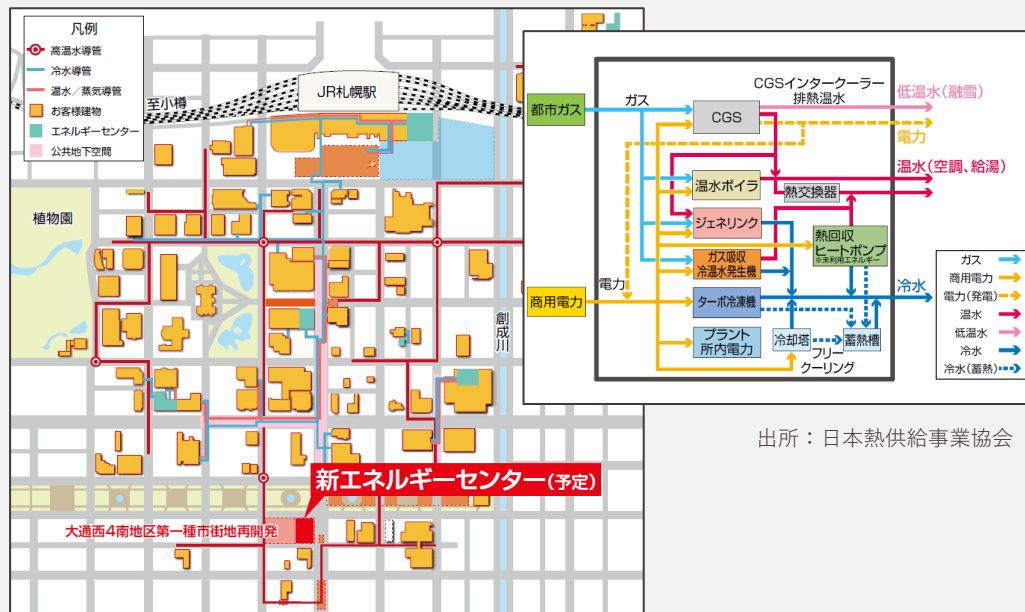 凡例
高温水導管
冷水導管
温水／蒸気導管
お客様建物
エネルギーセンター
公共地下空間
至小樽
JR札幌駅
植物園
創成川
新エネルギーセンター(予定)
大通西4南地区第一種市街地再開発
都市ガス
商用電力
ガス
電力
CGS
CGSインタークーラー
排熱温水
温水ボイラ
ジェネリンク
ガス吸収
冷温水発生機
ターボ冷凍機
プラント
所内電力
熱交換器
熱回収
ヒートポンプ
※未利用エネルギー
冷却塔
蓄熱槽
フリー
クーリング
低温水(融雪)
電力
温水(空調、給湯)
冷水
ガス
商用電力
電力(発電)
温水
低温水
冷水
冷水(蓄熱)
出所：日本熱供給事業協会